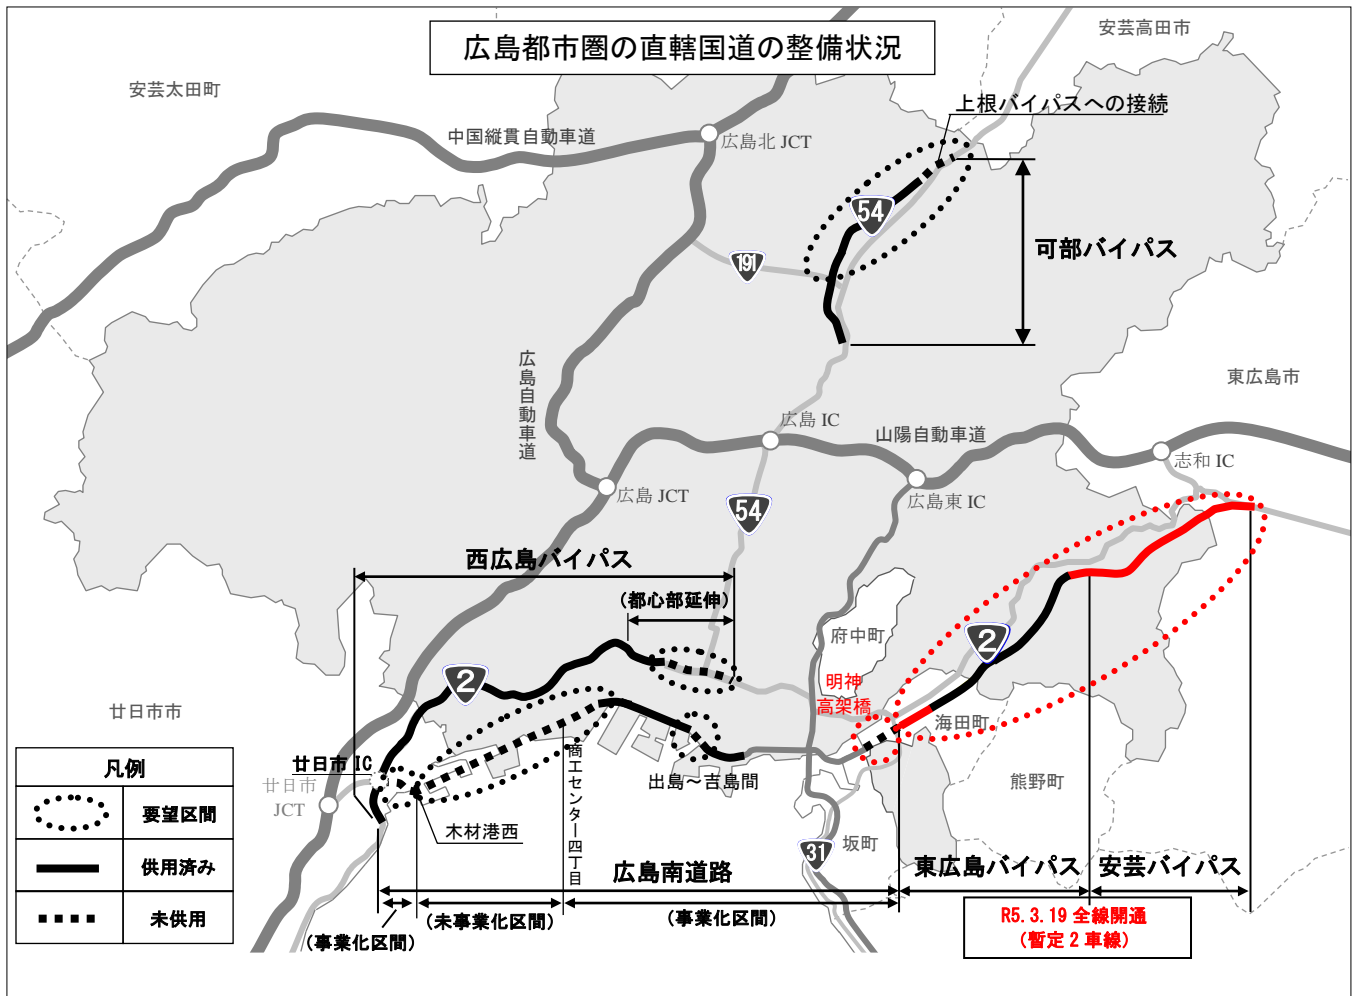 広島都市圏の直轄国道の整備状況
安芸高田市
安芸太田町
上根バイパスへの接続
中国縦貫自動車道
広島北 JCT
54
可部バイパス
191
広島自動車道
東広島市
広島 IC
山陽自動車道
志和 IC
広島 JCT
広島東 IC
54
西広島バイパス
(都心部延伸)
府中町
2
2
明神
高架橋
海田町
廿日市市
熊野町
廿日市 IC
廿日市
JCT
商工センター四丁目
出島～吉島間
木材港西
坂町
31
凡例
要望区間
供用済み
未供用
広島南道路
東広島バイパス
安芸バイパス
(事業化区間)
(未事業化区間)
(事業化区間)
R5.3.19 全線開通
(暫定2車線)